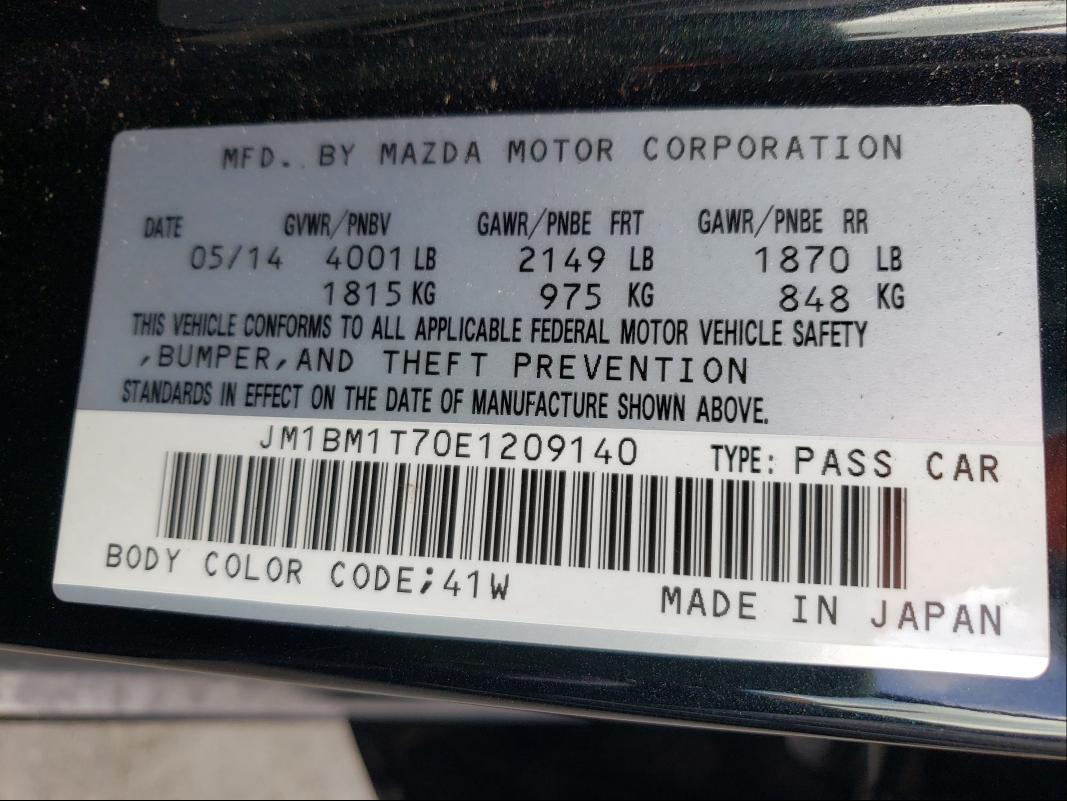 MFD. BY MAZDA MOTOR CORPORATION
DATE GVWR/PNBV GAWR/PNBE FRT GAWR/PNBE RR
05/14 4001 LB 2149 LB 1870 LB
1815 KG 975 KG 848 KG
THIS VEHICLE CONFORMS TO ALL APPLICABLE FEDERAL MOTOR VEHICLE SAFETY
,BUMPER,AND THEFT PREVENTION
STANDARDS IN EFFECT ON THE DATE OF MANUFACTURE SHOWN ABOVE.
JM1BM1T70E1209140 TYPE: PASS CAR
BODY COLOR CODE;41W MADE IN JAPAN